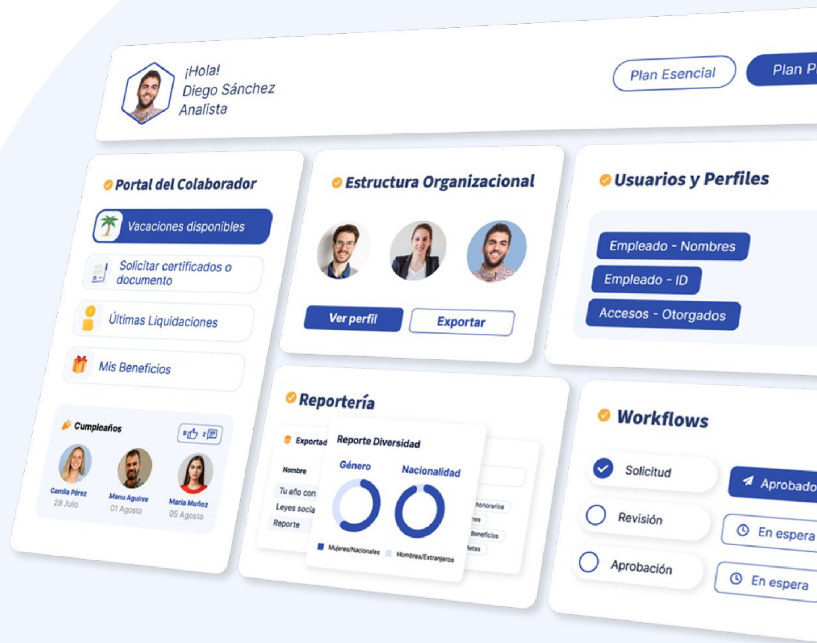 ¡Hola!
Diego Sánchez
Analista
Plan Esencial
Plan P
Portal del Colaborador
Vacaciones disponibles
Solicitar certificados o
documento
Últimas Liquidaciones
Mis Beneficios
Cumpleaños
Camila Pérez
29 Julio
Manu Aguirre
01 Agosto
María Muñoz
05 Agosto
Estructura Organizacional
Ver perfil
Exportar
Usuarios y Perfiles
Empleado - Nombres
Empleado - ID
Accesos - Otorgados
Reportería
Exportad
Nombre
Tu año con
Leyes socia
Reporte
Reporte Diversidad
Género
Nacionalidad
Mujeres/Nacionales
Hombres/Extranjeros
honorarios
nes
Beneficios
letas
Workflows
Solicitud
Aprobado
Revisión
En espera
Aprobación
En espera